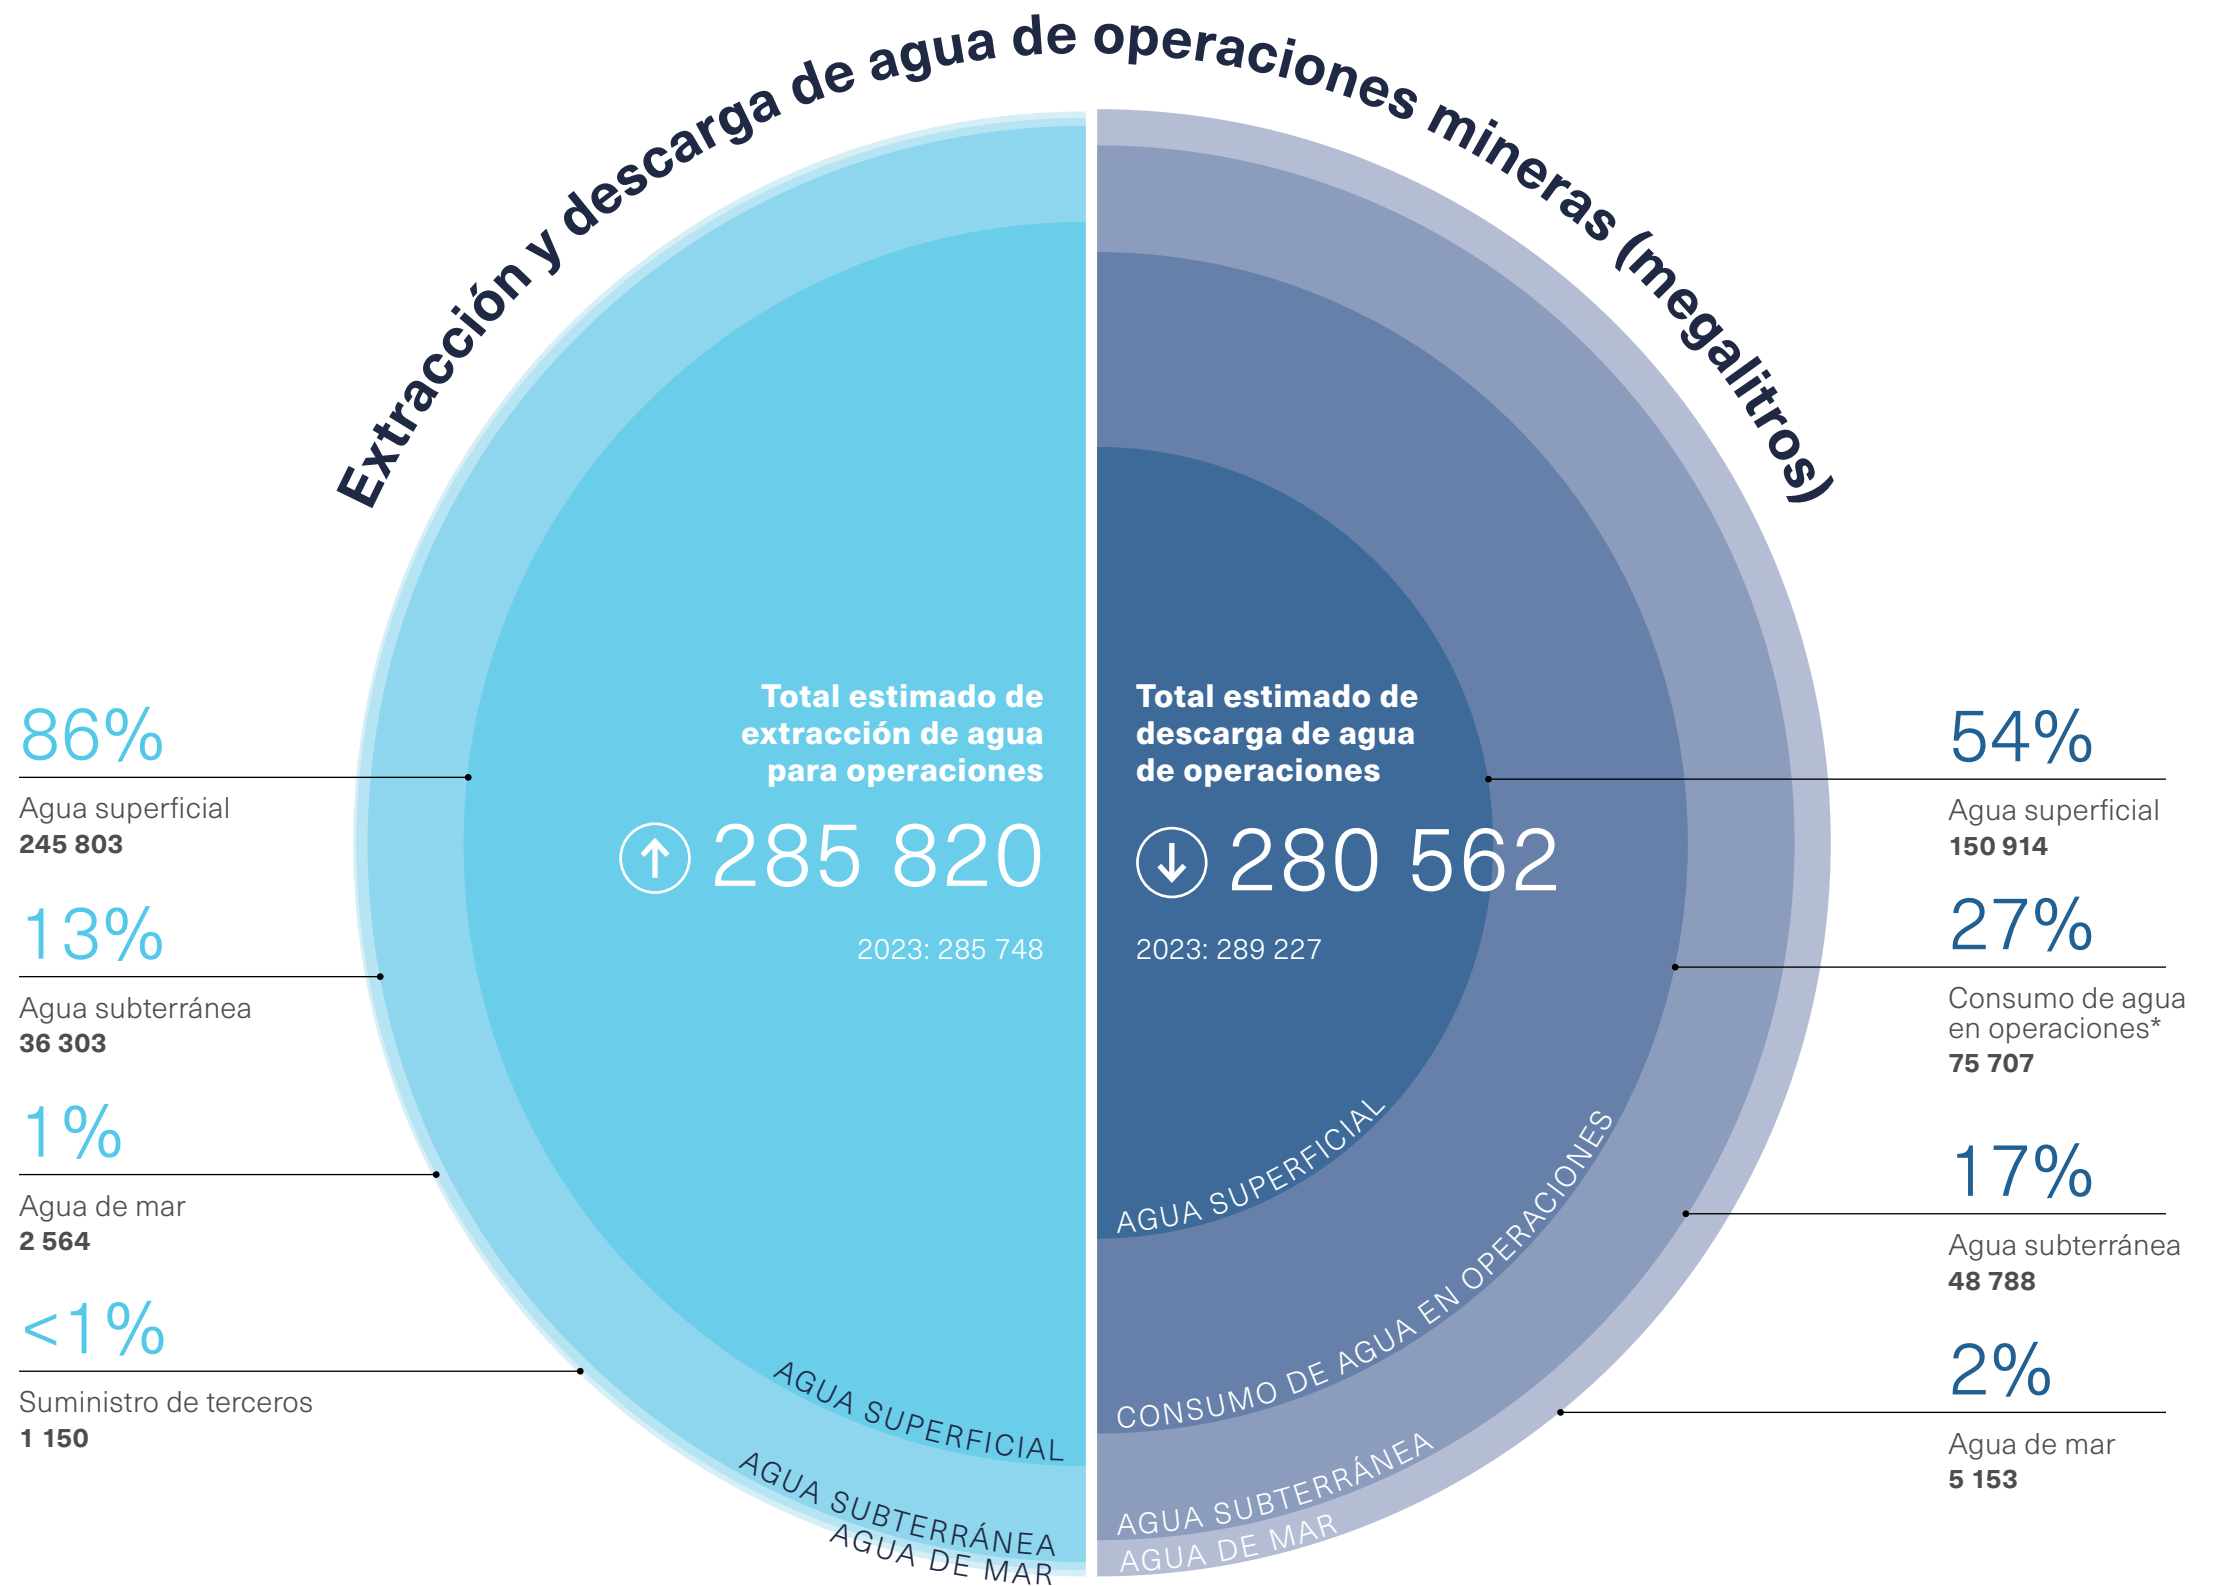 Extracción y descarga de agua de operaciones mineras (megalitros)
86%
Agua superficial
245 803
13%
Agua subterránea
36 303
1%
Agua de mar
2 564
<1%
Suministro de terceros
1 150
Total estimado de
extracción de agua
para operaciones
285 820
2023: 285 748
AGUA SUPERFICIAL
AGUA SUBTERRÁNEA
AGUA DE MAR
Total estimado de
descarga de agua
de operaciones
280 562
2023: 289 227
AGUA SUPERFICIAL
CONSUMO DE AGUA EN OPERACIONES
AGUA SUBTERRÁNEA
AGUA DE MAR
54%
Agua superficial
150 914
27%
Consumo de agua
en operaciones*
75 707
17%
Agua subterránea
48 788
2%
Agua de mar
5 153